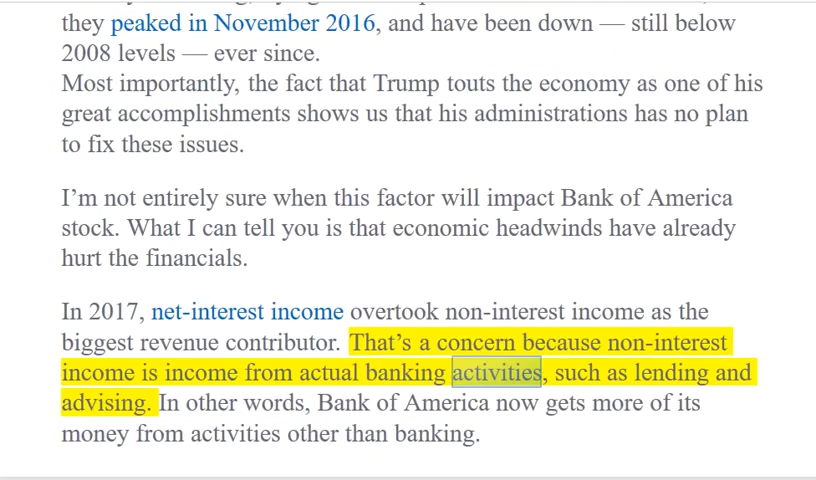 they peaked in November 2016, and have been down — still below
2008 levels — ever since.
Most importantly, the fact that Trump touts the economy as one of his
great accomplishments shows us that his administrations has no plan
to fix these issues.
I’m not entirely sure when this factor will impact Bank of America
stock. What I can tell you is that economic headwinds have already
hurt the financials.
In 2017, net-interest income overtook non-interest income as the
biggest revenue contributor. That’s a concern because non-interest
income is income from actual banking activities, such as lending and
advising. In other words, Bank of America now gets more of its
money from activities other than banking.